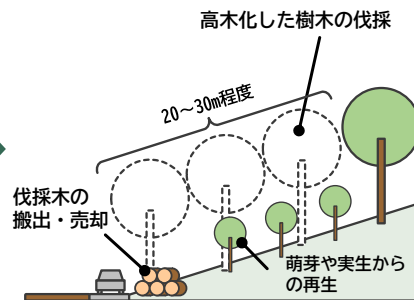 高木化した樹木の伐採
20～30m程度
伐採木の
搬出・売却
萌芽や実生から
の再生